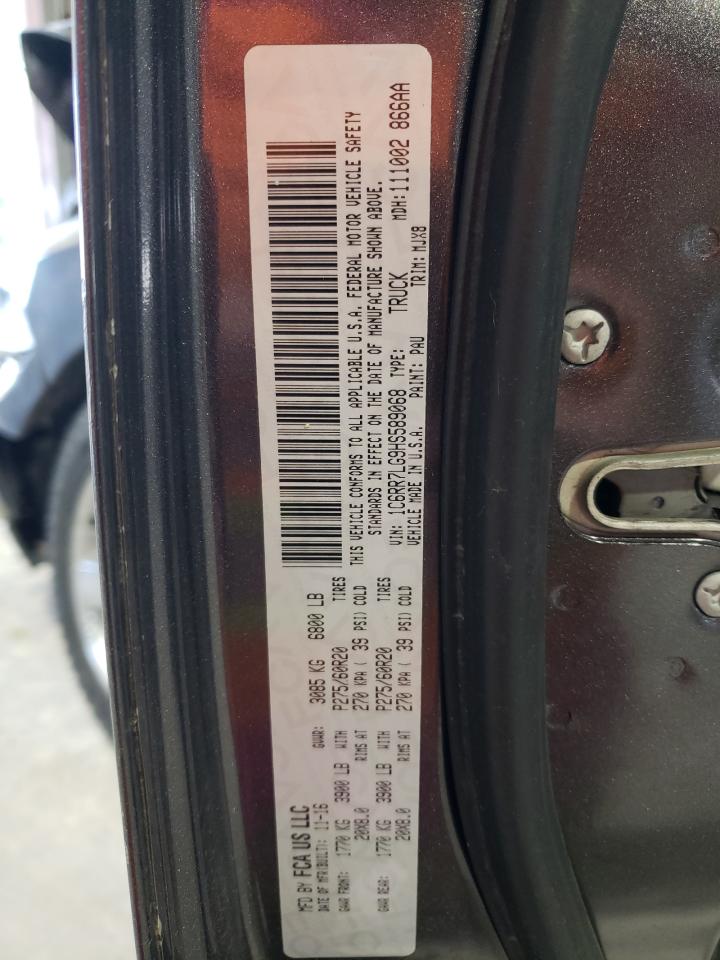 MFD BY FCA US LLC
DATE OF MFR(BUILT): 11-16 GVWR: 3085 KG 6800 LB
GAWR FRONT: 1770 KG 3900 LB WITH P275/60R20 TIRES
20X8.0 RIMS AT 270 KPA ( 39 PSI) COLD
GAWR REAR: 1770 KG 3900 LB WITH P275/60R20 TIRES
20X8.0 RIMS AT 270 KPA ( 39 PSI) COLD
THIS VEHICLE CONFORMS TO ALL APPLICABLE U.S.A. FEDERAL MOTOR VEHICLE SAFETY
STANDARDS IN EFFECT ON THE DATE OF MANUFACTURE SHOWN ABOVE.
VIN: 1C6RR7LG9HS589068 TYPE: TRUCK MDH:111002 866AA
VEHICLE MADE IN U.S.A. PAINT: PAU TRIM: MJX8